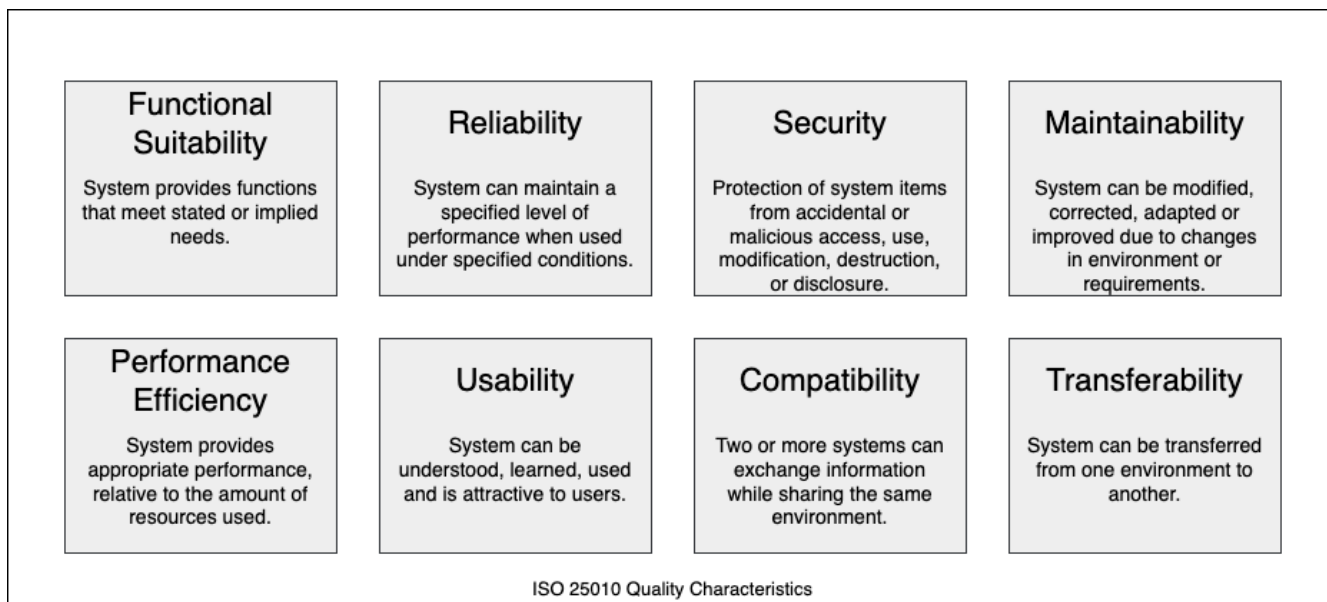 Functional
Suitability
System provides functions
that meet stated or implied
needs.
Reliability
System can maintain a
specified level of
performance when used
under specified conditions.
Security
Protection of system items
from accidental or
malicious access, use,
modification, destruction,
or disclosure.
Maintainability
System can be modified,
corrected, adapted or
improved due to changes
in environment or
requirements.
Performance
Efficiency
System provides
appropriate performance,
relative to the amount of
resources used.
Usability
System can be
understood, learned, used
and is attractive to users.
Compatibility
Two or more systems can
exchange information
while sharing the same
environment.
Transferability
System can be transferred
from one environment to
another.
ISO 25010 Quality Characteristics